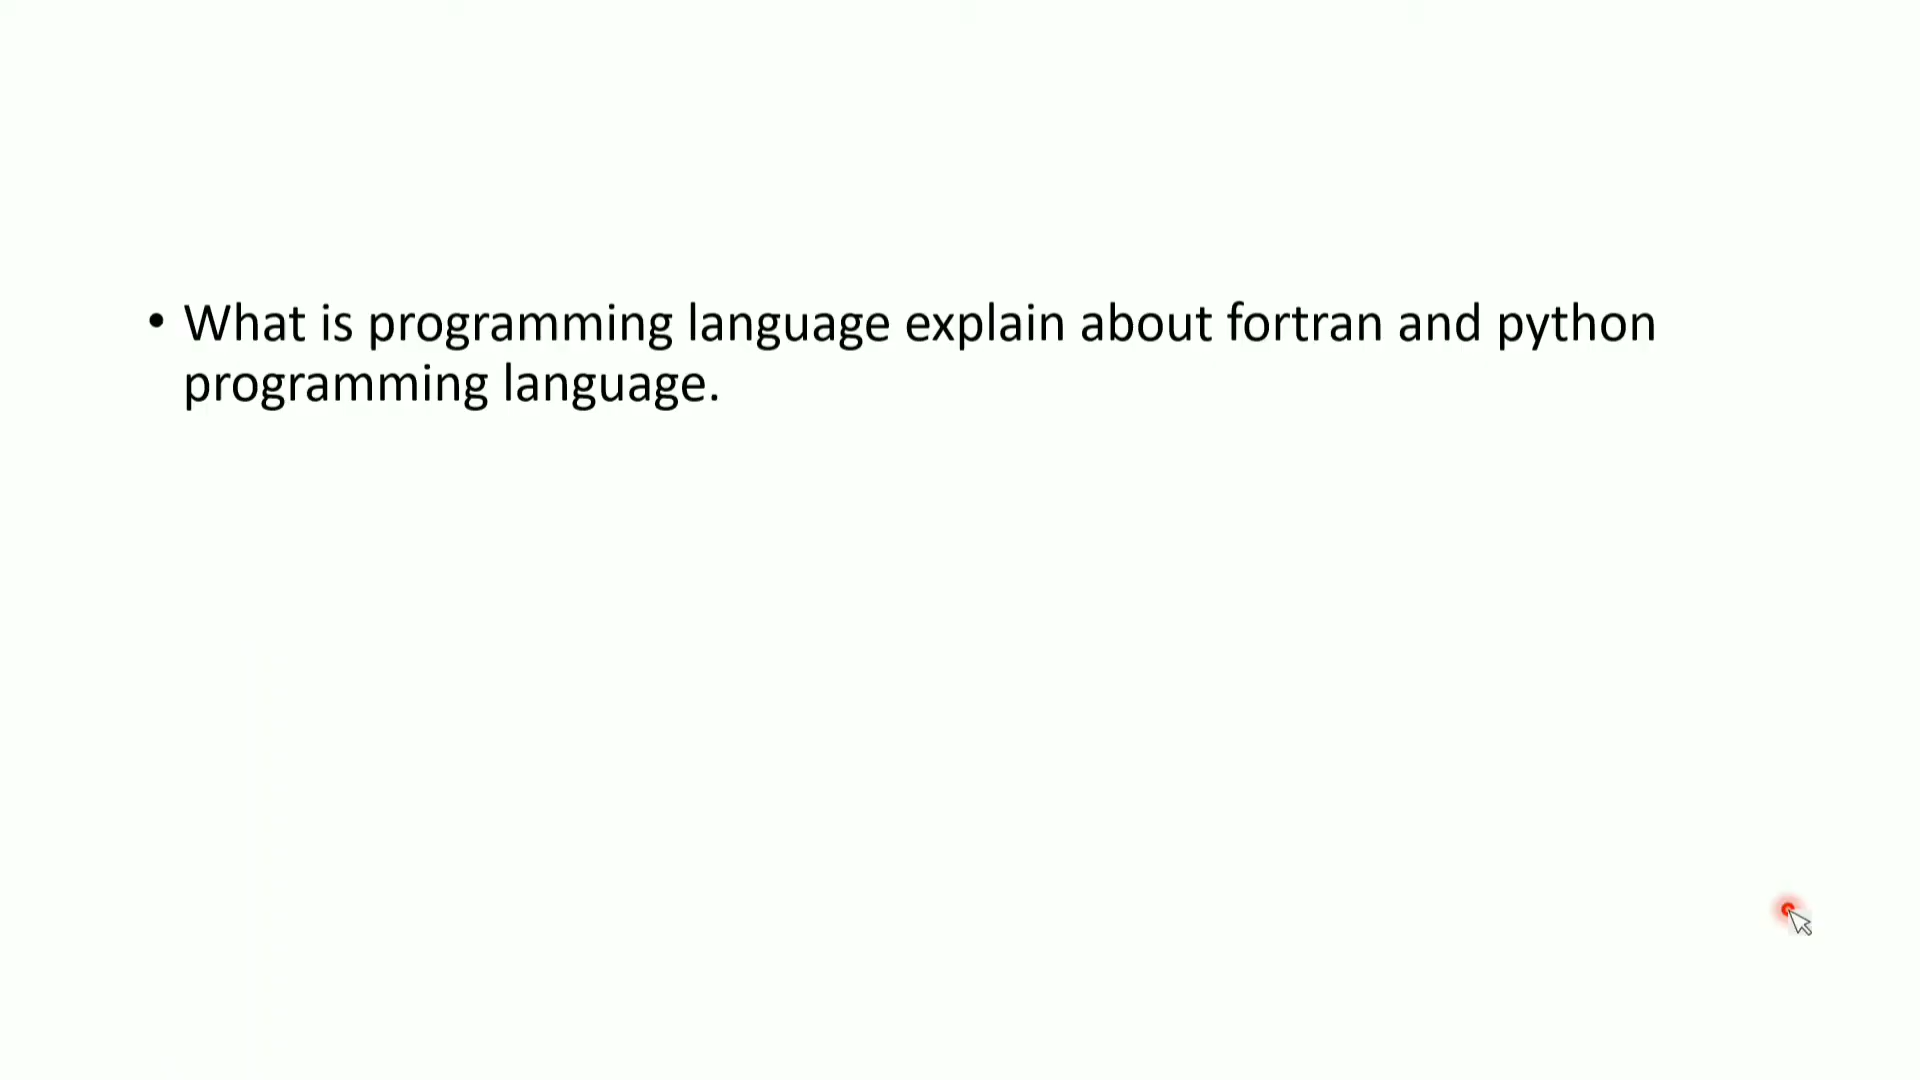 • What is programming language explain about fortran and python
programming language.